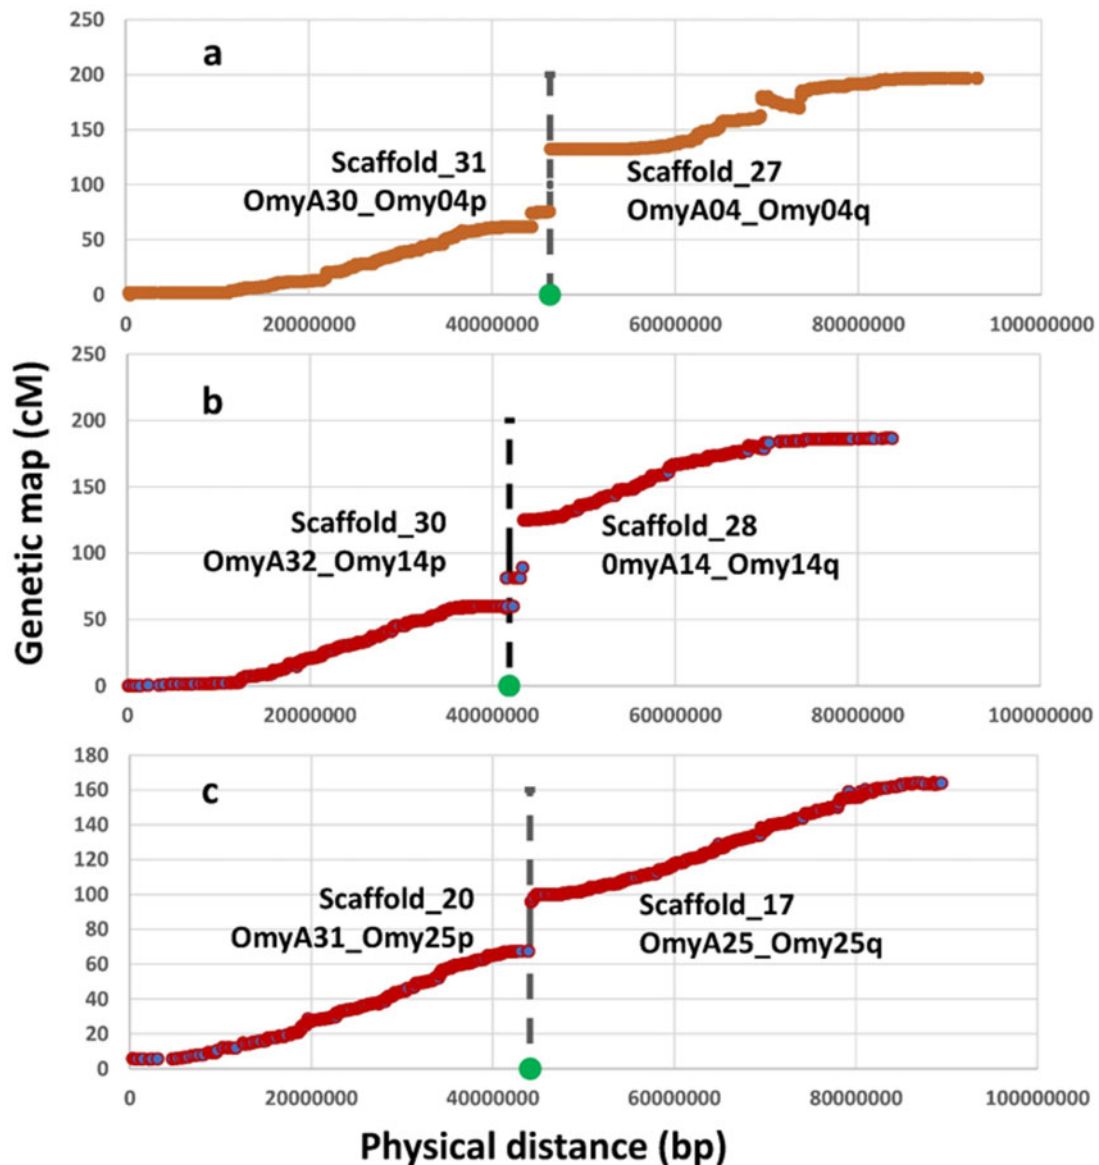 a
250
200
150
100
50
0
Scaffold_31
OmyA30_Omy04p
Scaffold_27
OmyA04_Omy04q
0 20000000 40000000 60000000 80000000 100000000
Genetic map (cM)
b
250
200
150
100
50
0
Scaffold_30
OmyA32_Omy14p
Scaffold_28
0myA14_Omy14q
0 20000000 40000000 60000000 80000000 100000000
c
180
160
140
120
100
80
60
40
20
0
Scaffold_20
OmyA31_Omy25p
Scaffold_17
OmyA25_Omy25q
0 20000000 40000000 60000000 80000000 100000000
Physical distance (bp)